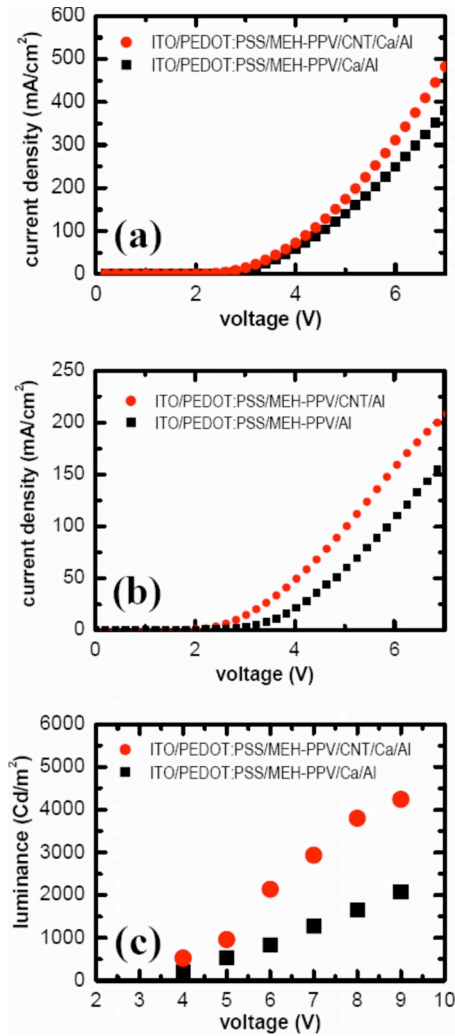 600
ITO/PEDOT:PSS/MEH-PPV/CNT/Ca/Al
500
ITO/PEDOT:PSS/MEH-PPV/Ca/Al
400
300
200
100
0
current density (mA/cm²)
(a)
0 2 4 6
voltage (V)
250
ITO/PEDOT:PSS/MEH-PPV/CNT/Al
200
ITO/PEDOT:PSS/MEH-PPV/Al
150
100
50
0
current density (mA/cm²)
(b)
0 2 4 6
voltage (V)
6000
ITO/PEDOT:PSS/MEH-PPV/CNT/Ca/Al
5000
ITO/PEDOT:PSS/MEH-PPV/Ca/Al
4000
3000
2000
1000
0
luminance (Cd/m²)
(c)
2 3 4 5 6 7 8 9 10
voltage (V)